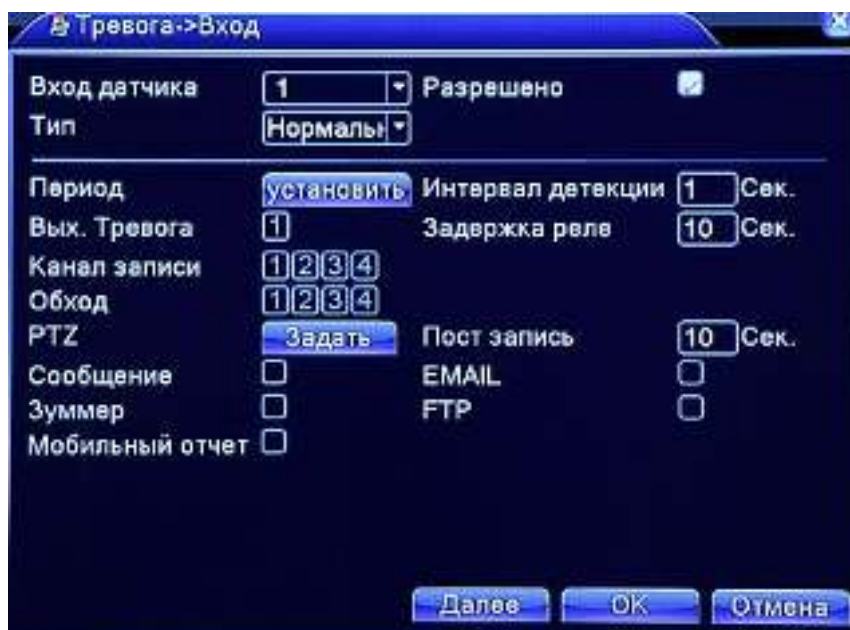 Тревога->Вход
Вход датчика 1 Разрешено
Тип Нормальн
Период установить Интервал детекции 1 Сек.
Вых. Тревога 1 Задержка реле 10 Сек.
Канал записи 1 2 3 4
Обход 1 2 3 4
PTZ Задать Пост запись 10 Сек.
Сообщение EMAIL
Зуммер FTP
Мобильный отчет
Далее OK Отмена